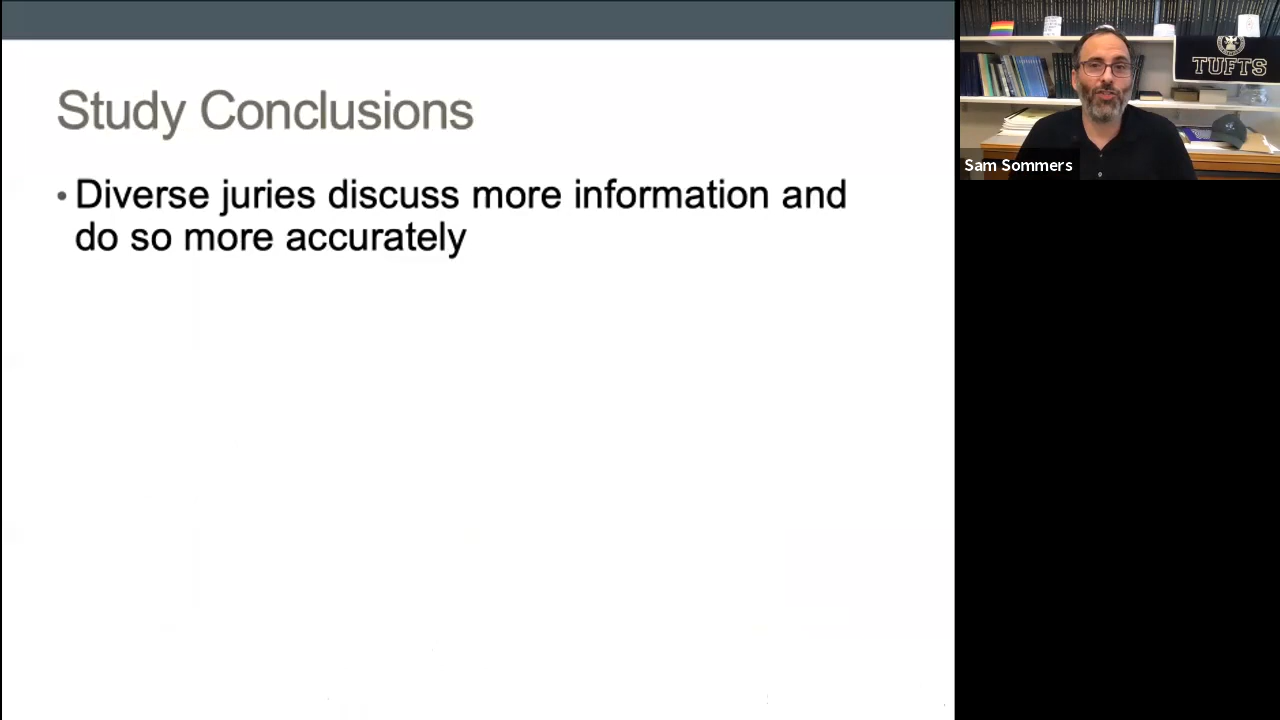 Study Conclusions
• Diverse juries discuss more information and
do so more accurately
TUFTS
Sam Sommers